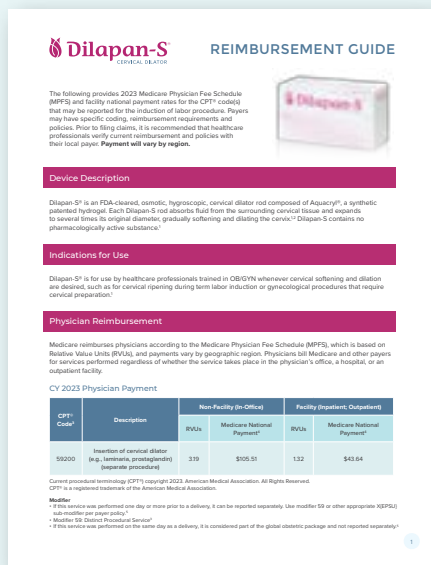 Dilapan-S®
CERVICAL DILATOR
REIMBURSEMENT GUIDE
The following provides 2023 Medicare Physician Fee Schedule
(MPFS) and facility national payment rates for the CPT® code(s)
that may be reported for the induction of labor procedure. Payers
may have specific coding, reimbursement requirements and
policies. Prior to filing claims, it is recommended that healthcare
professionals verify current reimbursement and policies with
their local payer. Payment will vary by region.
Dilapan-S
Device Description
Dilapan-S® is an FDA-cleared, osmotic, hygroscopic, cervical dilator rod composed of Aquacryl®, a synthetic
patented hydrogel. Each Dilapan-S rod absorbs fluid from the surrounding cervical tissue and expands
to several times its original diameter, gradually softening and dilating the cervix.¹,² Dilapan-S contains no
pharmacologically active substance.¹
Indications for Use
Dilapan-S® is for use by healthcare professionals trained in OB/GYN whenever cervical softening and dilation
are desired, such as for cervical ripening during term labor induction or gynecological procedures that require
cervical preparation.¹
Physician Reimbursement
Medicare reimburses physicians according to the Medicare Physician Fee Schedule (MPFS), which is based on
Relative Value Units (RVUs), and payments vary by geographic region. Physicians bill Medicare and other payers
for services performed regardless of whether the service takes place in the physician's office, a hospital, or an
outpatient facility.
CY 2023 Physician Payment
CPT® Code
Description
Non-Facility (In-Office)
Facility (Inpatient; Outpatient)
RVUs
Medicare National Payment
RVUs
Medicare National Payment
59200
Insertion of cervical dilator
(e.g., laminaria, prostaglandin)
(separate procedure)
3.19
$105.51
1.32
$43.64
Current procedural terminology (CPT®) copyright 2023. American Medical Association. All Rights Reserved.
CPT® is a registered trademark of the American Medical Association.
Modifier
• If this service was performed one day or more prior to a delivery, it can be reported separately. Use modifier 59 or other appropriate X{EPSU}
sub-modifier per payer policy.
• Modifier 59: Distinct Procedural Service
• If this service was performed on the same day as a delivery, it is considered part of the global obstetric package and not reported separately.
1